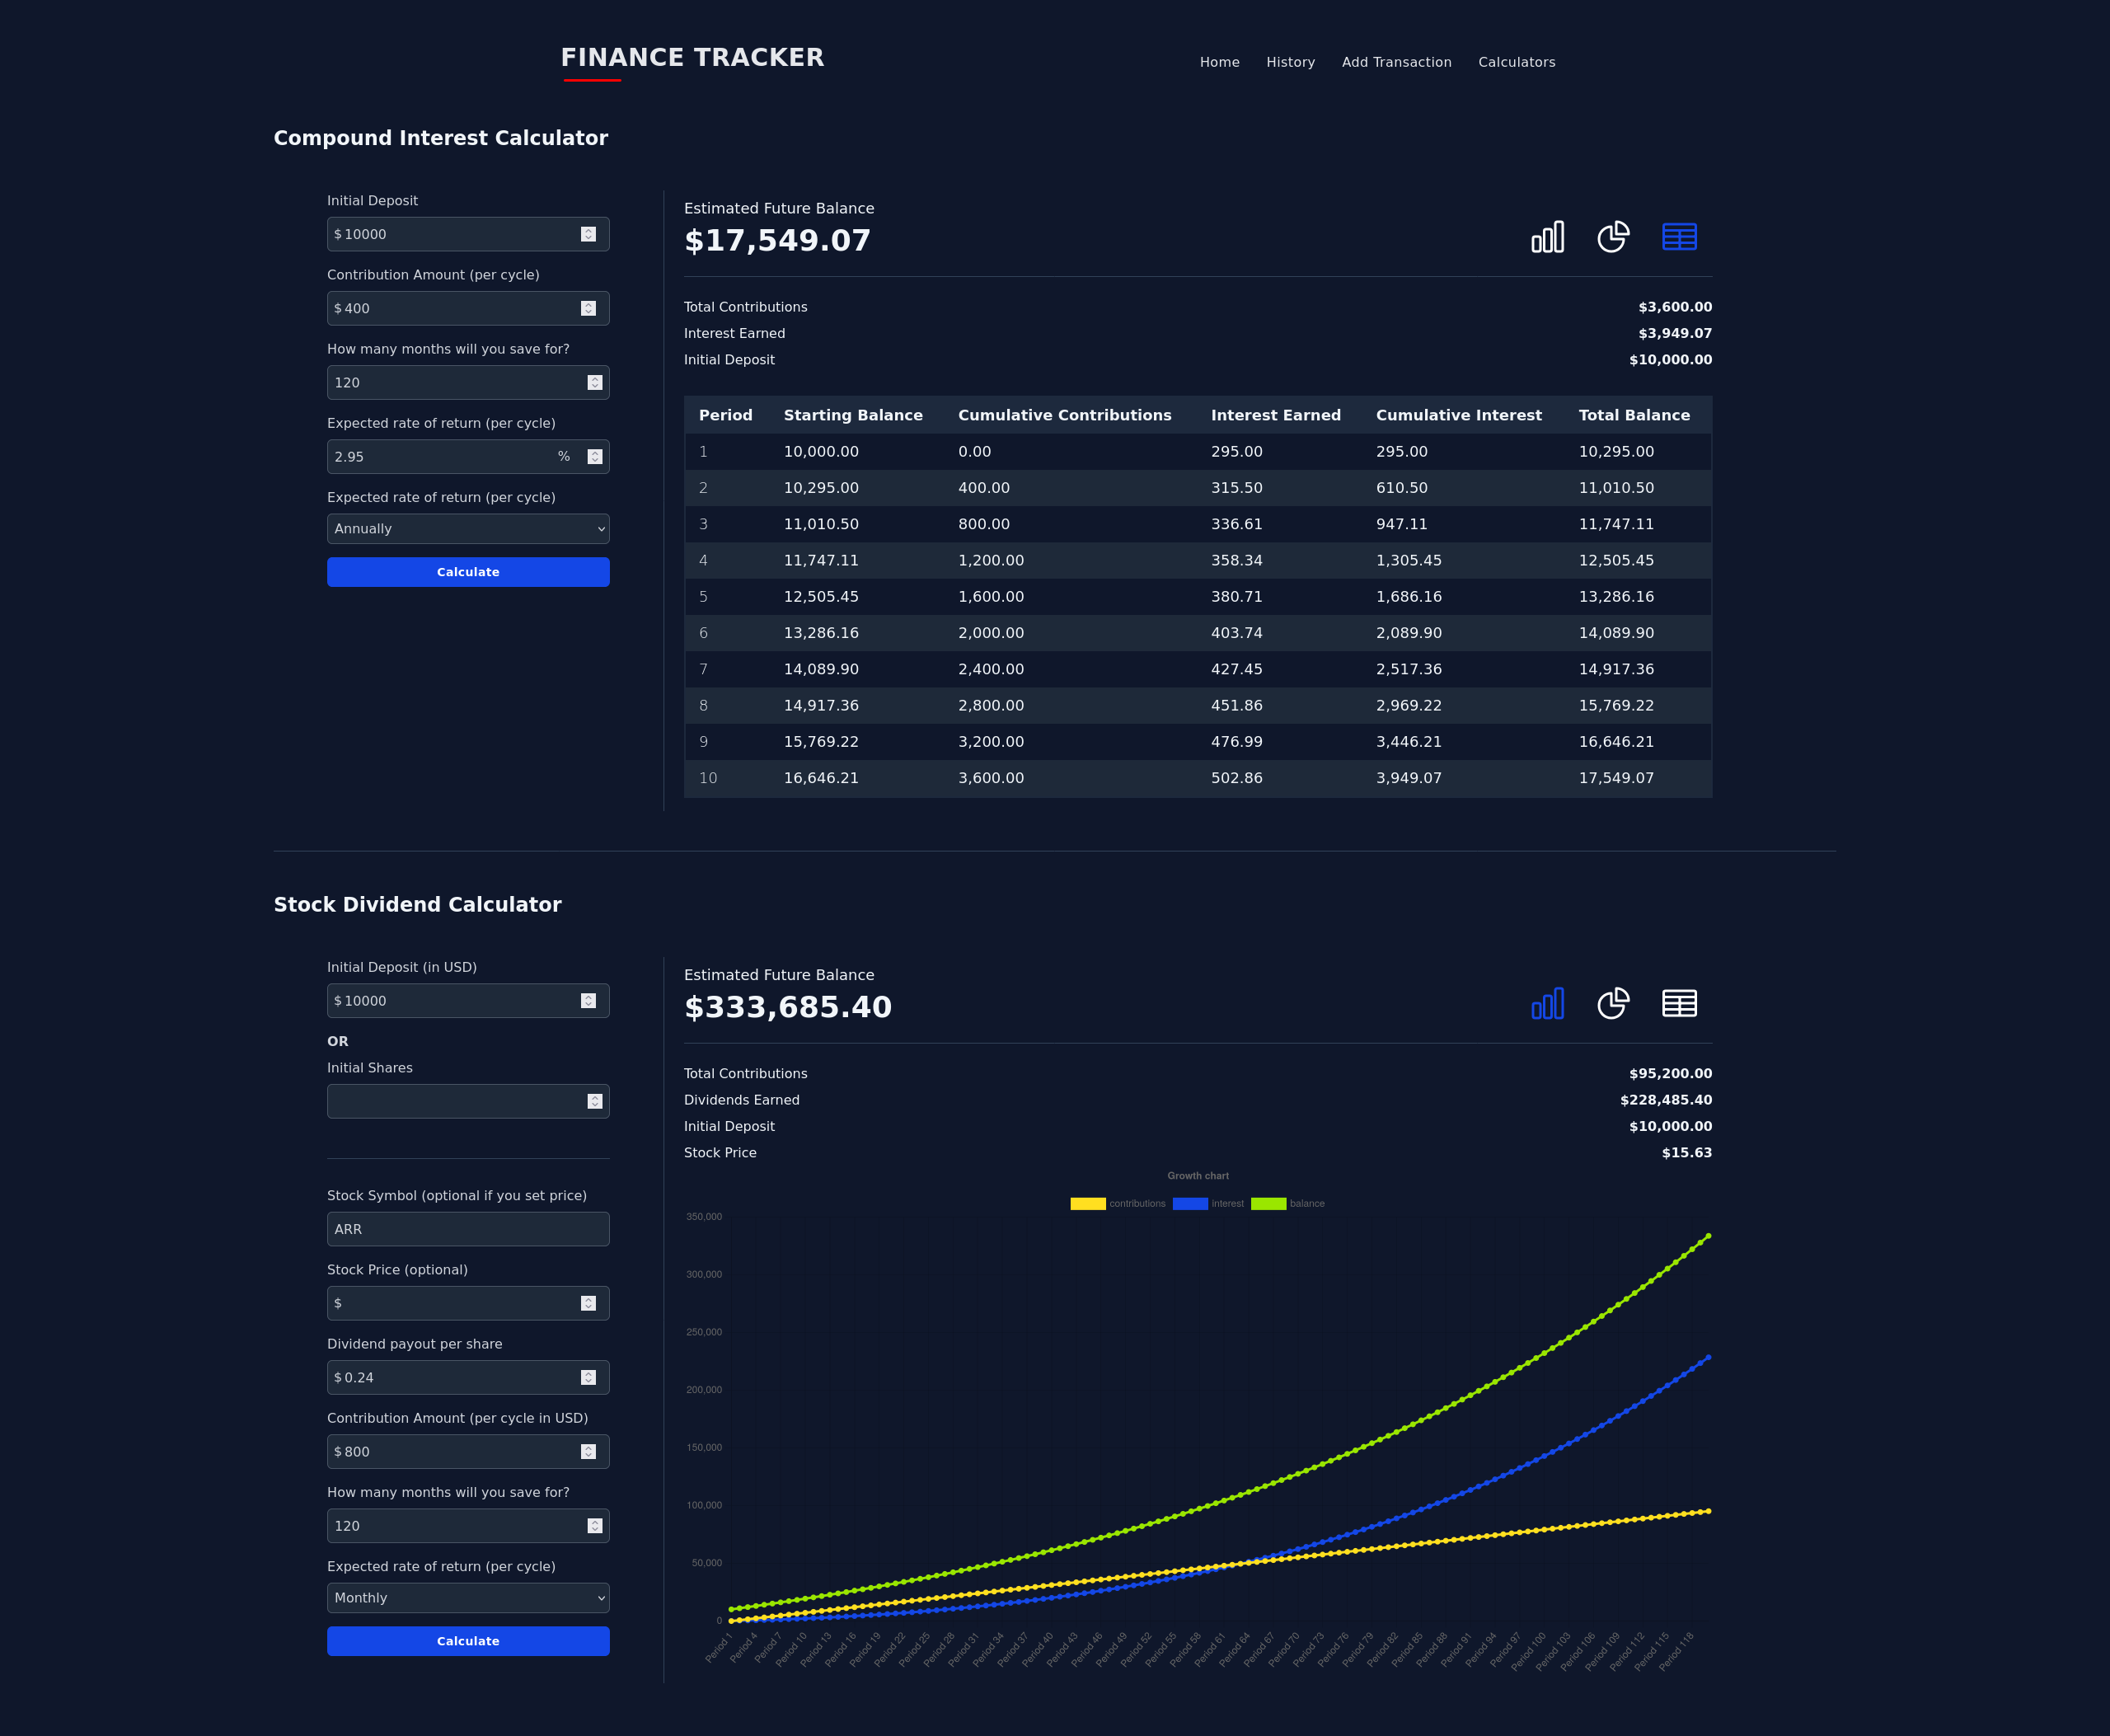 FINANCE TRACKER
Home History Add Transaction Calculators
Compound Interest Calculator
Initial Deposit
$ 10000
Contribution Amount (per cycle)
$ 400
How many months will you save for?
120
Expected rate of return (per cycle)
2.95 %
Expected rate of return (per cycle)
Annually
Calculate
Estimated Future Balance
$17,549.07
Total Contributions $3,600.00
Interest Earned $3,949.07
Initial Deposit $10,000.00
Period Starting Balance Cumulative Contributions Interest Earned Cumulative Interest Total Balance
1 10,000.00 0.00 295.00 295.00 10,295.00
2 10,295.00 400.00 315.50 610.50 11,010.50
3 11,010.50 800.00 336.61 947.11 11,747.11
4 11,747.11 1,200.00 358.34 1,305.45 12,505.45
5 12,505.45 1,600.00 380.71 1,686.16 13,286.16
6 13,286.16 2,000.00 403.74 2,089.90 14,089.90
7 14,089.90 2,400.00 427.45 2,517.36 14,917.36
8 14,917.36 2,800.00 451.86 2,969.22 15,769.22
9 15,769.22 3,200.00 476.99 3,446.21 16,646.21
10 16,646.21 3,600.00 502.86 3,949.07 17,549.07
Stock Dividend Calculator
Initial Deposit (in USD)
$ 10000
OR
Initial Shares
Stock Symbol (optional if you set price)
ARR
Stock Price (optional)
$
Dividend payout per share
$ 0.24
Contribution Amount (per cycle in USD)
$ 800
How many months will you save for?
120
Expected rate of return (per cycle)
Monthly
Calculate
Estimated Future Balance
$333,685.40
Total Contributions $95,200.00
Dividends Earned $228,485.40
Initial Deposit $10,000.00
Stock Price $15.63
Growth chart
contributions interest balance
350,000
300,000
250,000
200,000
150,000
100,000
50,000
0
Period 1 Period 4 Period 7 Period 10 Period 13 Period 16 Period 19 Period 22 Period 25 Period 28 Period 31 Period 34 Period 37 Period 40 Period 43 Period 46 Period 49 Period 52 Period 55 Period 58 Period 61 Period 64 Period 67 Period 70 Period 73 Period 76 Period 79 Period 82 Period 85 Period 88 Period 91 Period 94 Period 97 Period 100 Period 103 Period 106 Period 109 Period 112 Period 115 Period 118